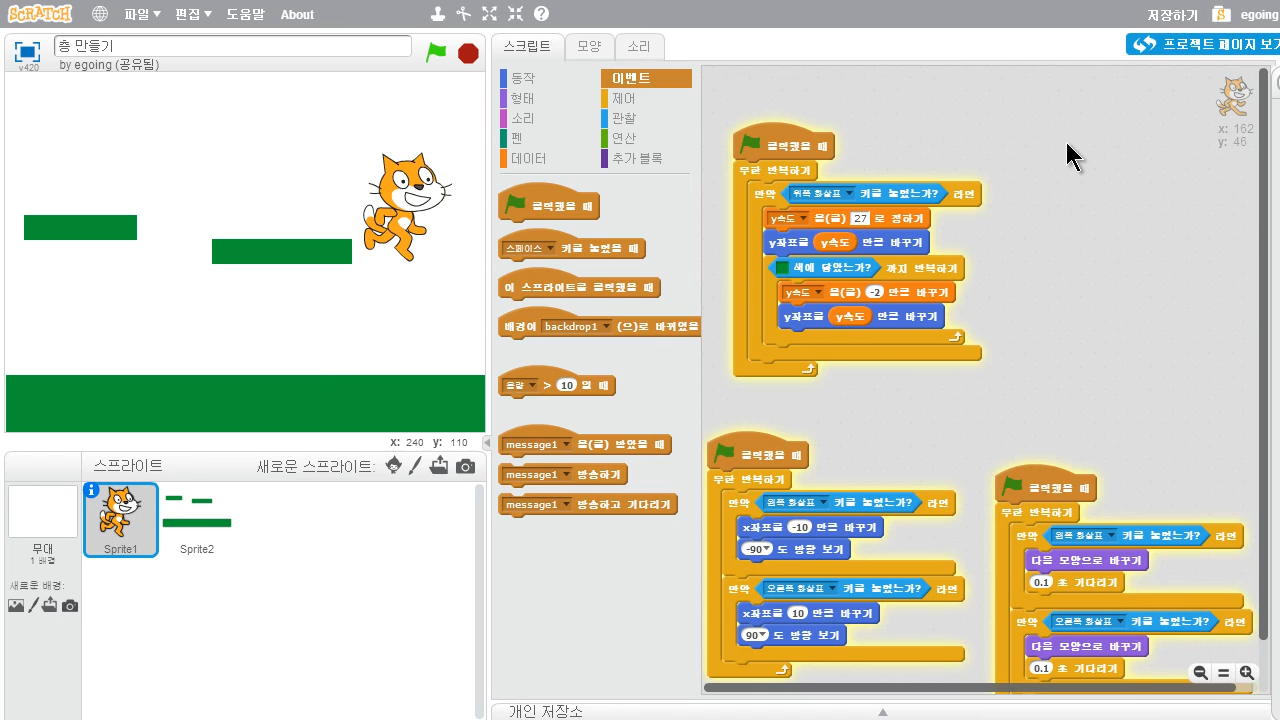 SCRATCH 파일 편집 도움말 About 저장하기 egoing
층 만들기
by egoing (공유됨)
v420
스크립트 모양 소리
프로젝트 페이지 보기
동작 이벤트
형태 제어
소리 관찰
펜 연산
데이터 추가 블록
클릭했을 때
스페이스 키를 눌렀을 때
이 스프라이트를 클릭했을 때
배경이 backdrop1 (으)로 바뀌었을
음량 > 10 일 때
message1 을(를) 받았을 때
message1 방송하기
message1 방송하고 기다리기
x: 162
y: 46
클릭했을 때
무한 반복하기
만약 위쪽 화살표 키를 눌렀는가? 라면
y속도 을(를) 27 로 정하기
y좌표를 y속도 만큼 바꾸기
색에 닿았는가? 까지 반복하기
y속도 을(를) -2 만큼 바꾸기
y좌표를 y속도 만큼 바꾸기
클릭했을 때
무한 반복하기
만약 왼쪽 화살표 키를 눌렀는가? 라면
x좌표를 -10 만큼 바꾸기
-90 도 방향 보기
만약 오른쪽 화살표 키를 눌렀는가? 라면
x좌표를 10 만큼 바꾸기
90 도 방향 보기
클릭했을 때
무한 반복하기
만약 왼쪽 화살표 키를 눌렀는가? 라면
다음 모양으로 바꾸기
0.1 초 기다리기
만약 오른쪽 화살표 키를 눌렀는가? 라면
다음 모양으로 바꾸기
0.1 초 기다리기
x: 240 y: 110
스프라이트 새로운 스프라이트:
Sprite1 Sprite2
무대
1 배경
새로운 배경:
개인 저장소